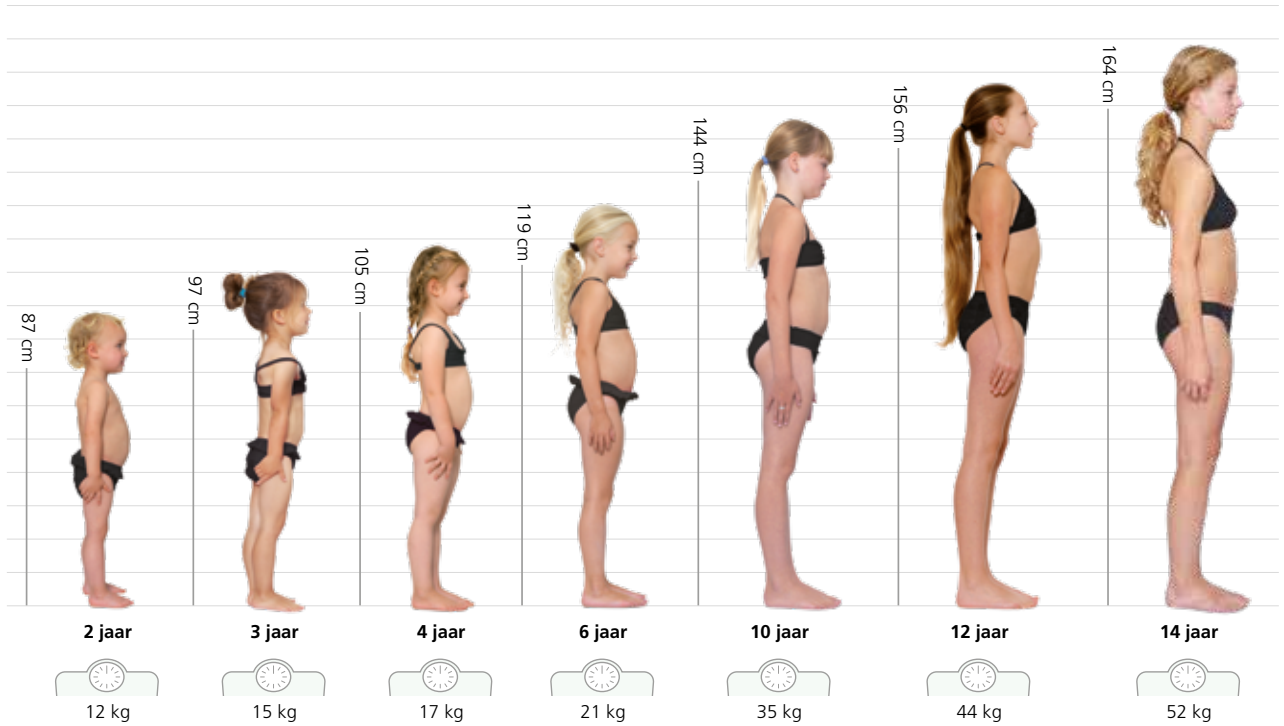 87 cm
97 cm
105 cm
119 cm
144 cm
156 cm
164 cm
2 jaar
3 jaar
4 jaar
6 jaar
10 jaar
12 jaar
14 jaar
12 kg
15 kg
17 kg
21 kg
35 kg
44 kg
52 kg